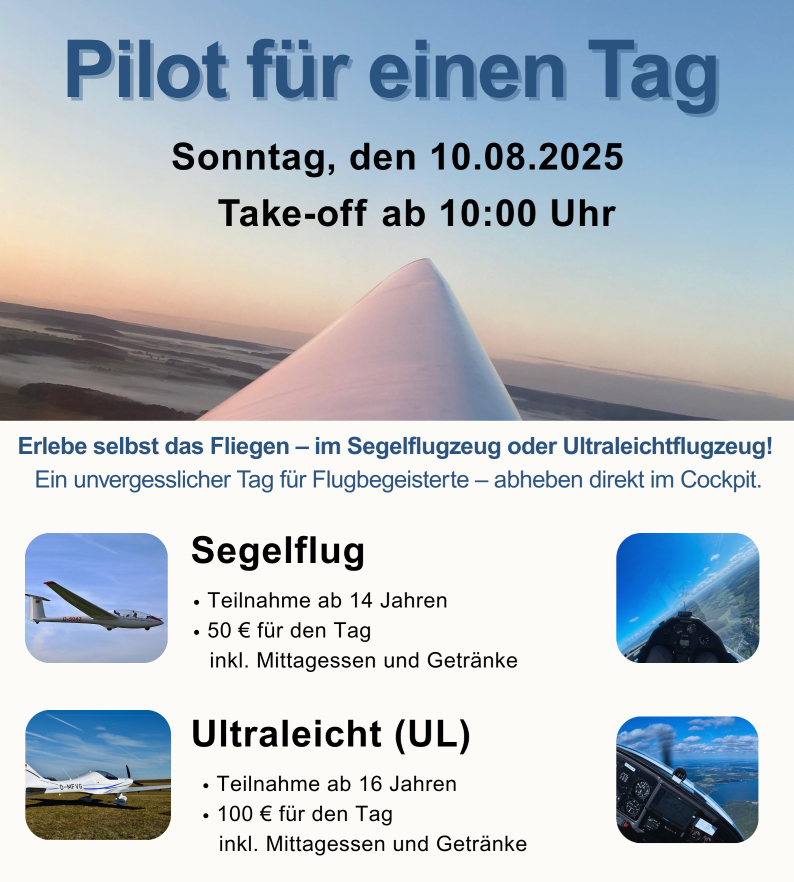 Pilot für einen Tag
Sonntag, den 10.08.2025
Take-off ab 10:00 Uhr
Erlebe selbst das Fliegen – im Segelflugzeug oder Ultraleichtflugzeug!
Ein unvergesslicher Tag für Flugbegeisterte – abheben direkt im Cockpit.
Segelflug
• Teilnahme ab 14 Jahren
• 50 € für den Tag
inkl. Mittagessen und Getränke
Ultraleicht (UL)
D-MFVG
• Teilnahme ab 16 Jahren
• 100 € für den Tag
inkl. Mittagessen und Getränke